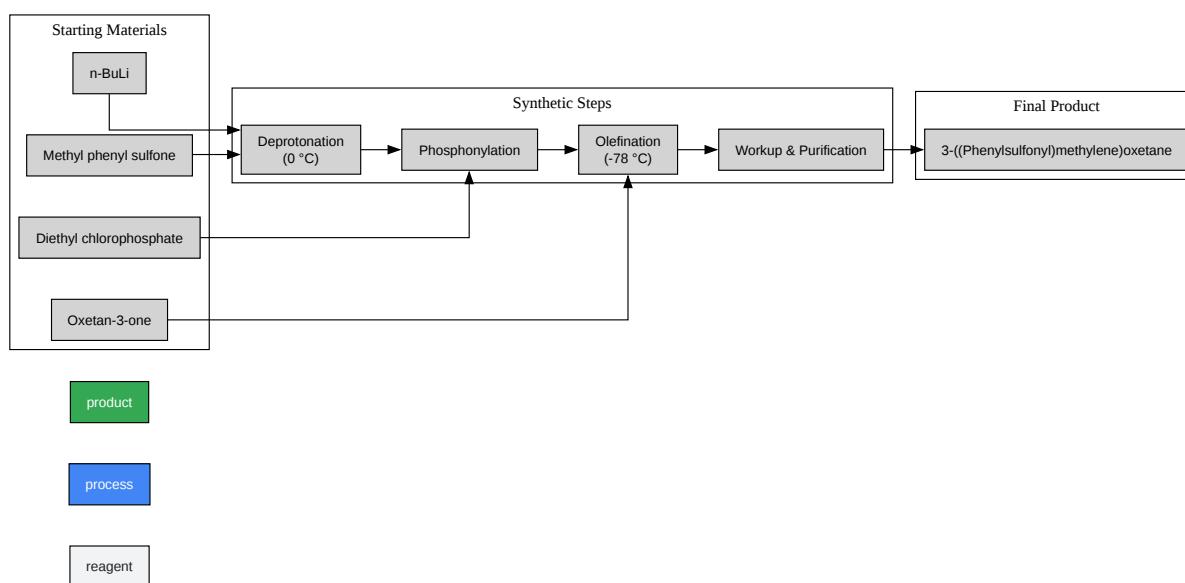 Starting Materials
n-BuLi
Methyl phenyl sulfone
Diethyl chlorophosphate
Oxetan-3-one
Synthetic Steps
Deprotonation
(0 °C)
Phosphonylation
Olefination
(-78 °C)
Workup & Purification
Final Product
3-((Phenylsulfonyl)methylene)oxetane
product
process
reagent